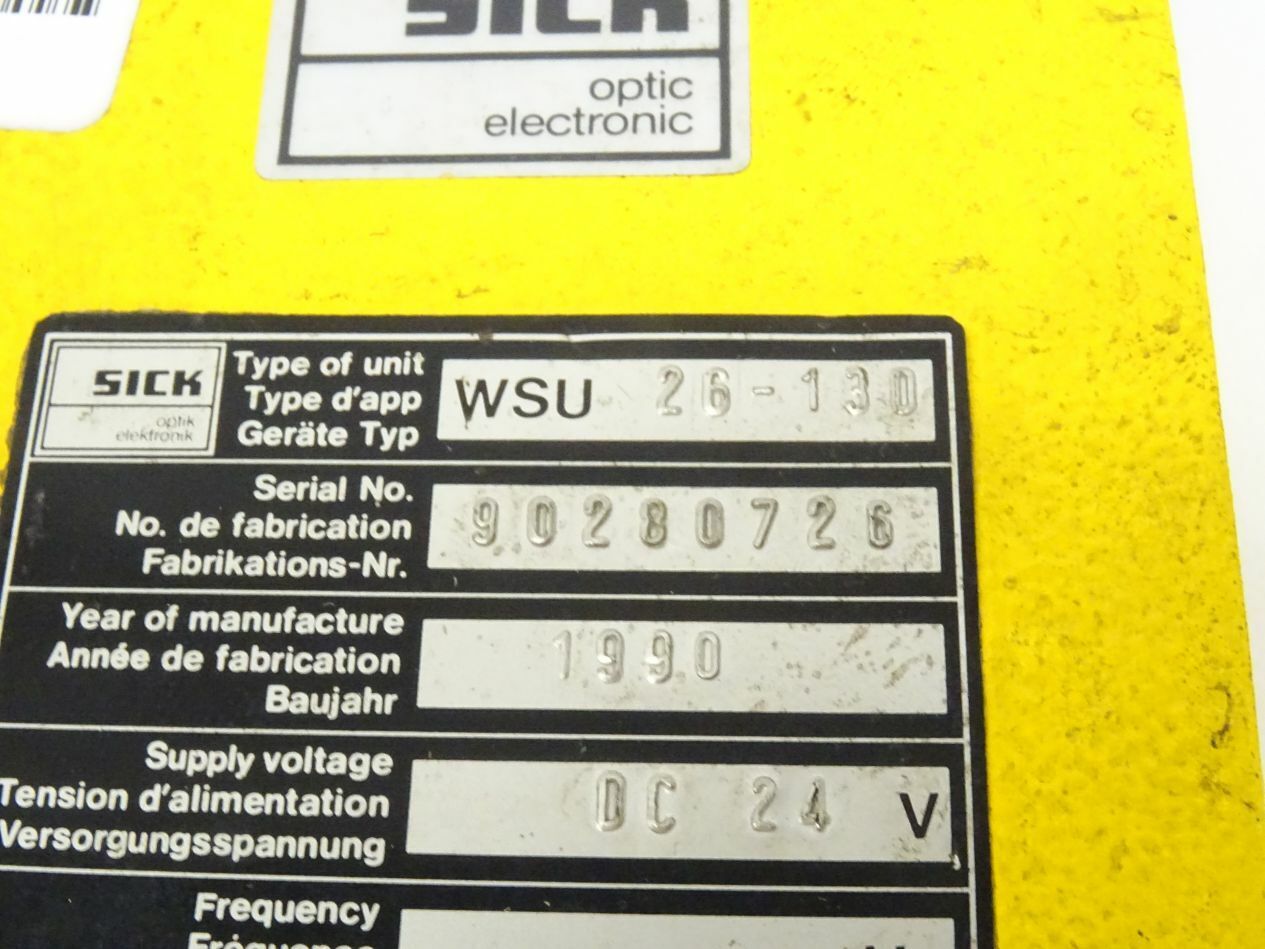 SICK
optic
electronic
SICK
optik
elektronik
Type of unit
Type d'app
Geräte Typ
WSU 26-130
Serial No.
No. de fabrication
Fabrikations-Nr.
90280726
Year of manufacture
Année de fabrication
Baujahr
1990
Supply voltage
Tension d'alimentation
Versorgungsspannung
DC 24 V
Frequency
Fréquence